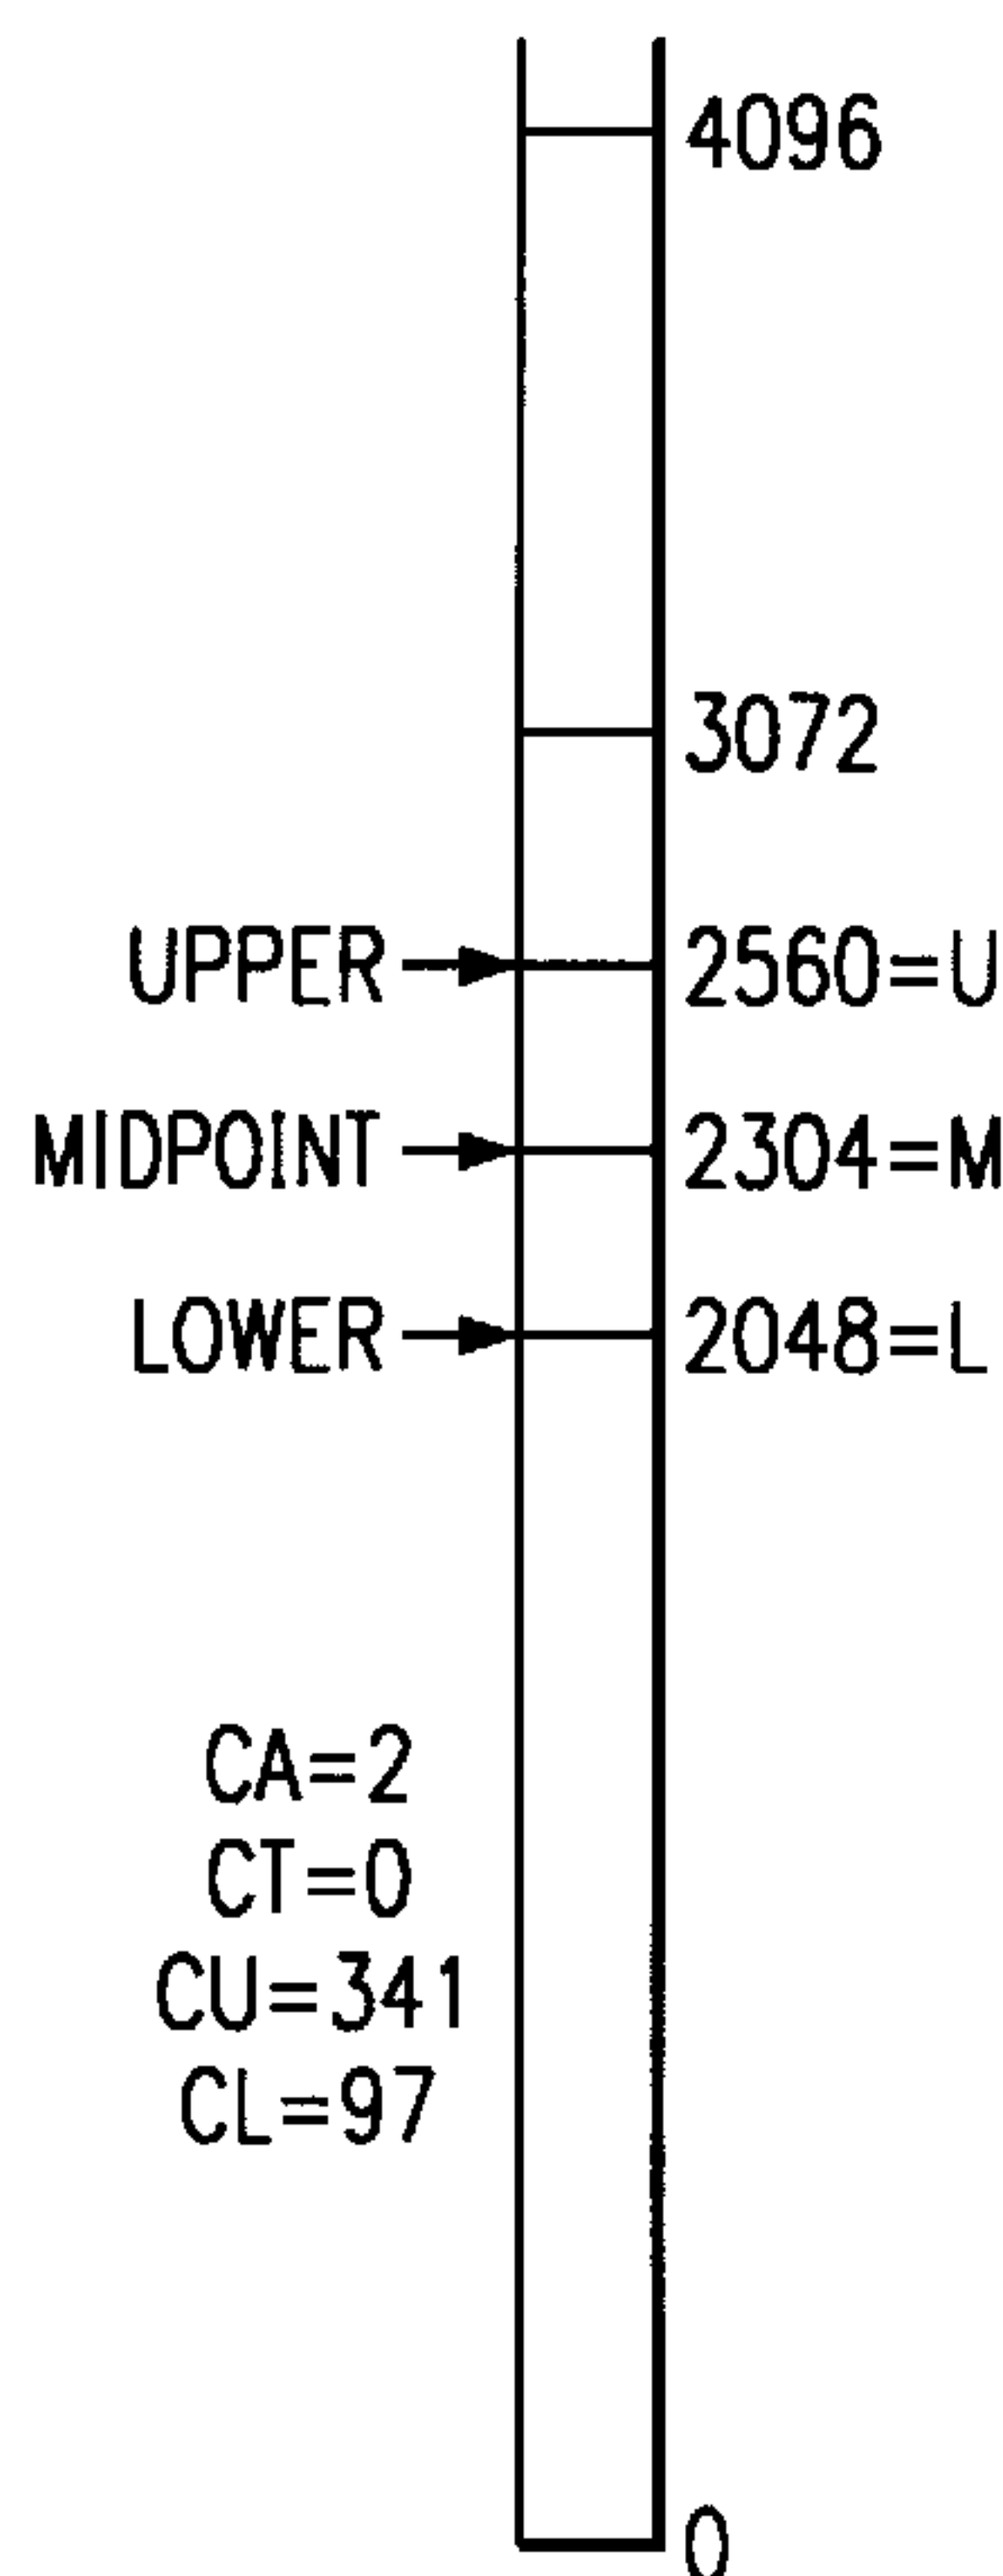 4096
3072
UPPER 2560=U
MIDPOINT 2304=M
LOWER 2048=L
CA=2
CT=0
CU=341
CL=97
0